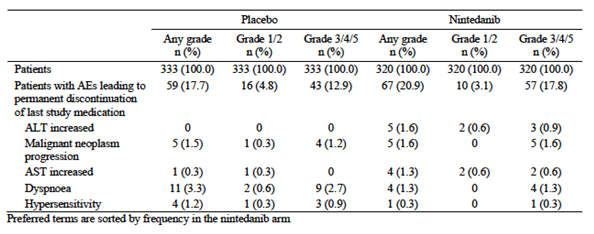 Placebo Nintedanib
Any grade Grade 1/2 Grade 3/4/5 Any grade Grade 1/2 Grade 3/4/5
n (%) n (%) n (%) n (%) n (%) n (%)
Patients 333 (100.0) 333 (100.0) 333 (100.0) 320 (100.0) 320 (100.0) 320 (100.0)
Patients with AEs leading to 59 (17.7) 16 (4.8) 43 (12.9) 67 (20.9) 10 (3.1) 57 (17.8)
permanent discontinuation
of last study medication
ALT increased 0 0 0 5 (1.6) 2 (0.6) 3 (0.9)
Malignant neoplasm 5 (1.5) 1 (0.3) 4 (1.2) 5 (1.6) 0 5 (1.6)
progression
AST increased 1 (0.3) 1 (0.3) 0 4 (1.3) 2 (0.6) 2 (0.6)
Dyspnoea 11 (3.3) 2 (0.6) 9 (2.7) 4 (1.3) 0 4 (1.3)
Hypersensitivity 4 (1.2) 1 (0.3) 3 (0.9) 1 (0.3) 0 1 (0.3)
Preferred terms are sorted by frequency in the nintedanib arm